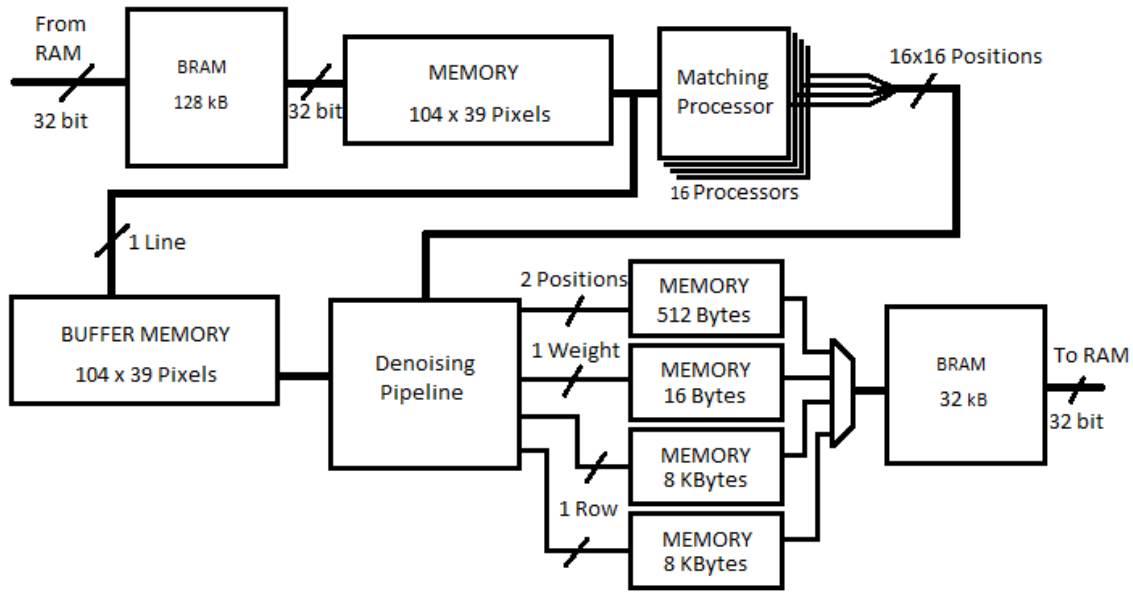 From
RAM
32 bit
BRAM
128 kB
32 bit
MEMORY
104 x 39 Pixels
Matching
Processor
16 Processors
16x16 Positions
1 Line
BUFFER MEMORY
104 x 39 Pixels
Denoising
Pipeline
2 Positions
1 Weight
1 Row
MEMORY
512 Bytes
MEMORY
16 Bytes
MEMORY
8 KBytes
MEMORY
8 KBytes
BRAM
32 kB
To RAM
32 bit